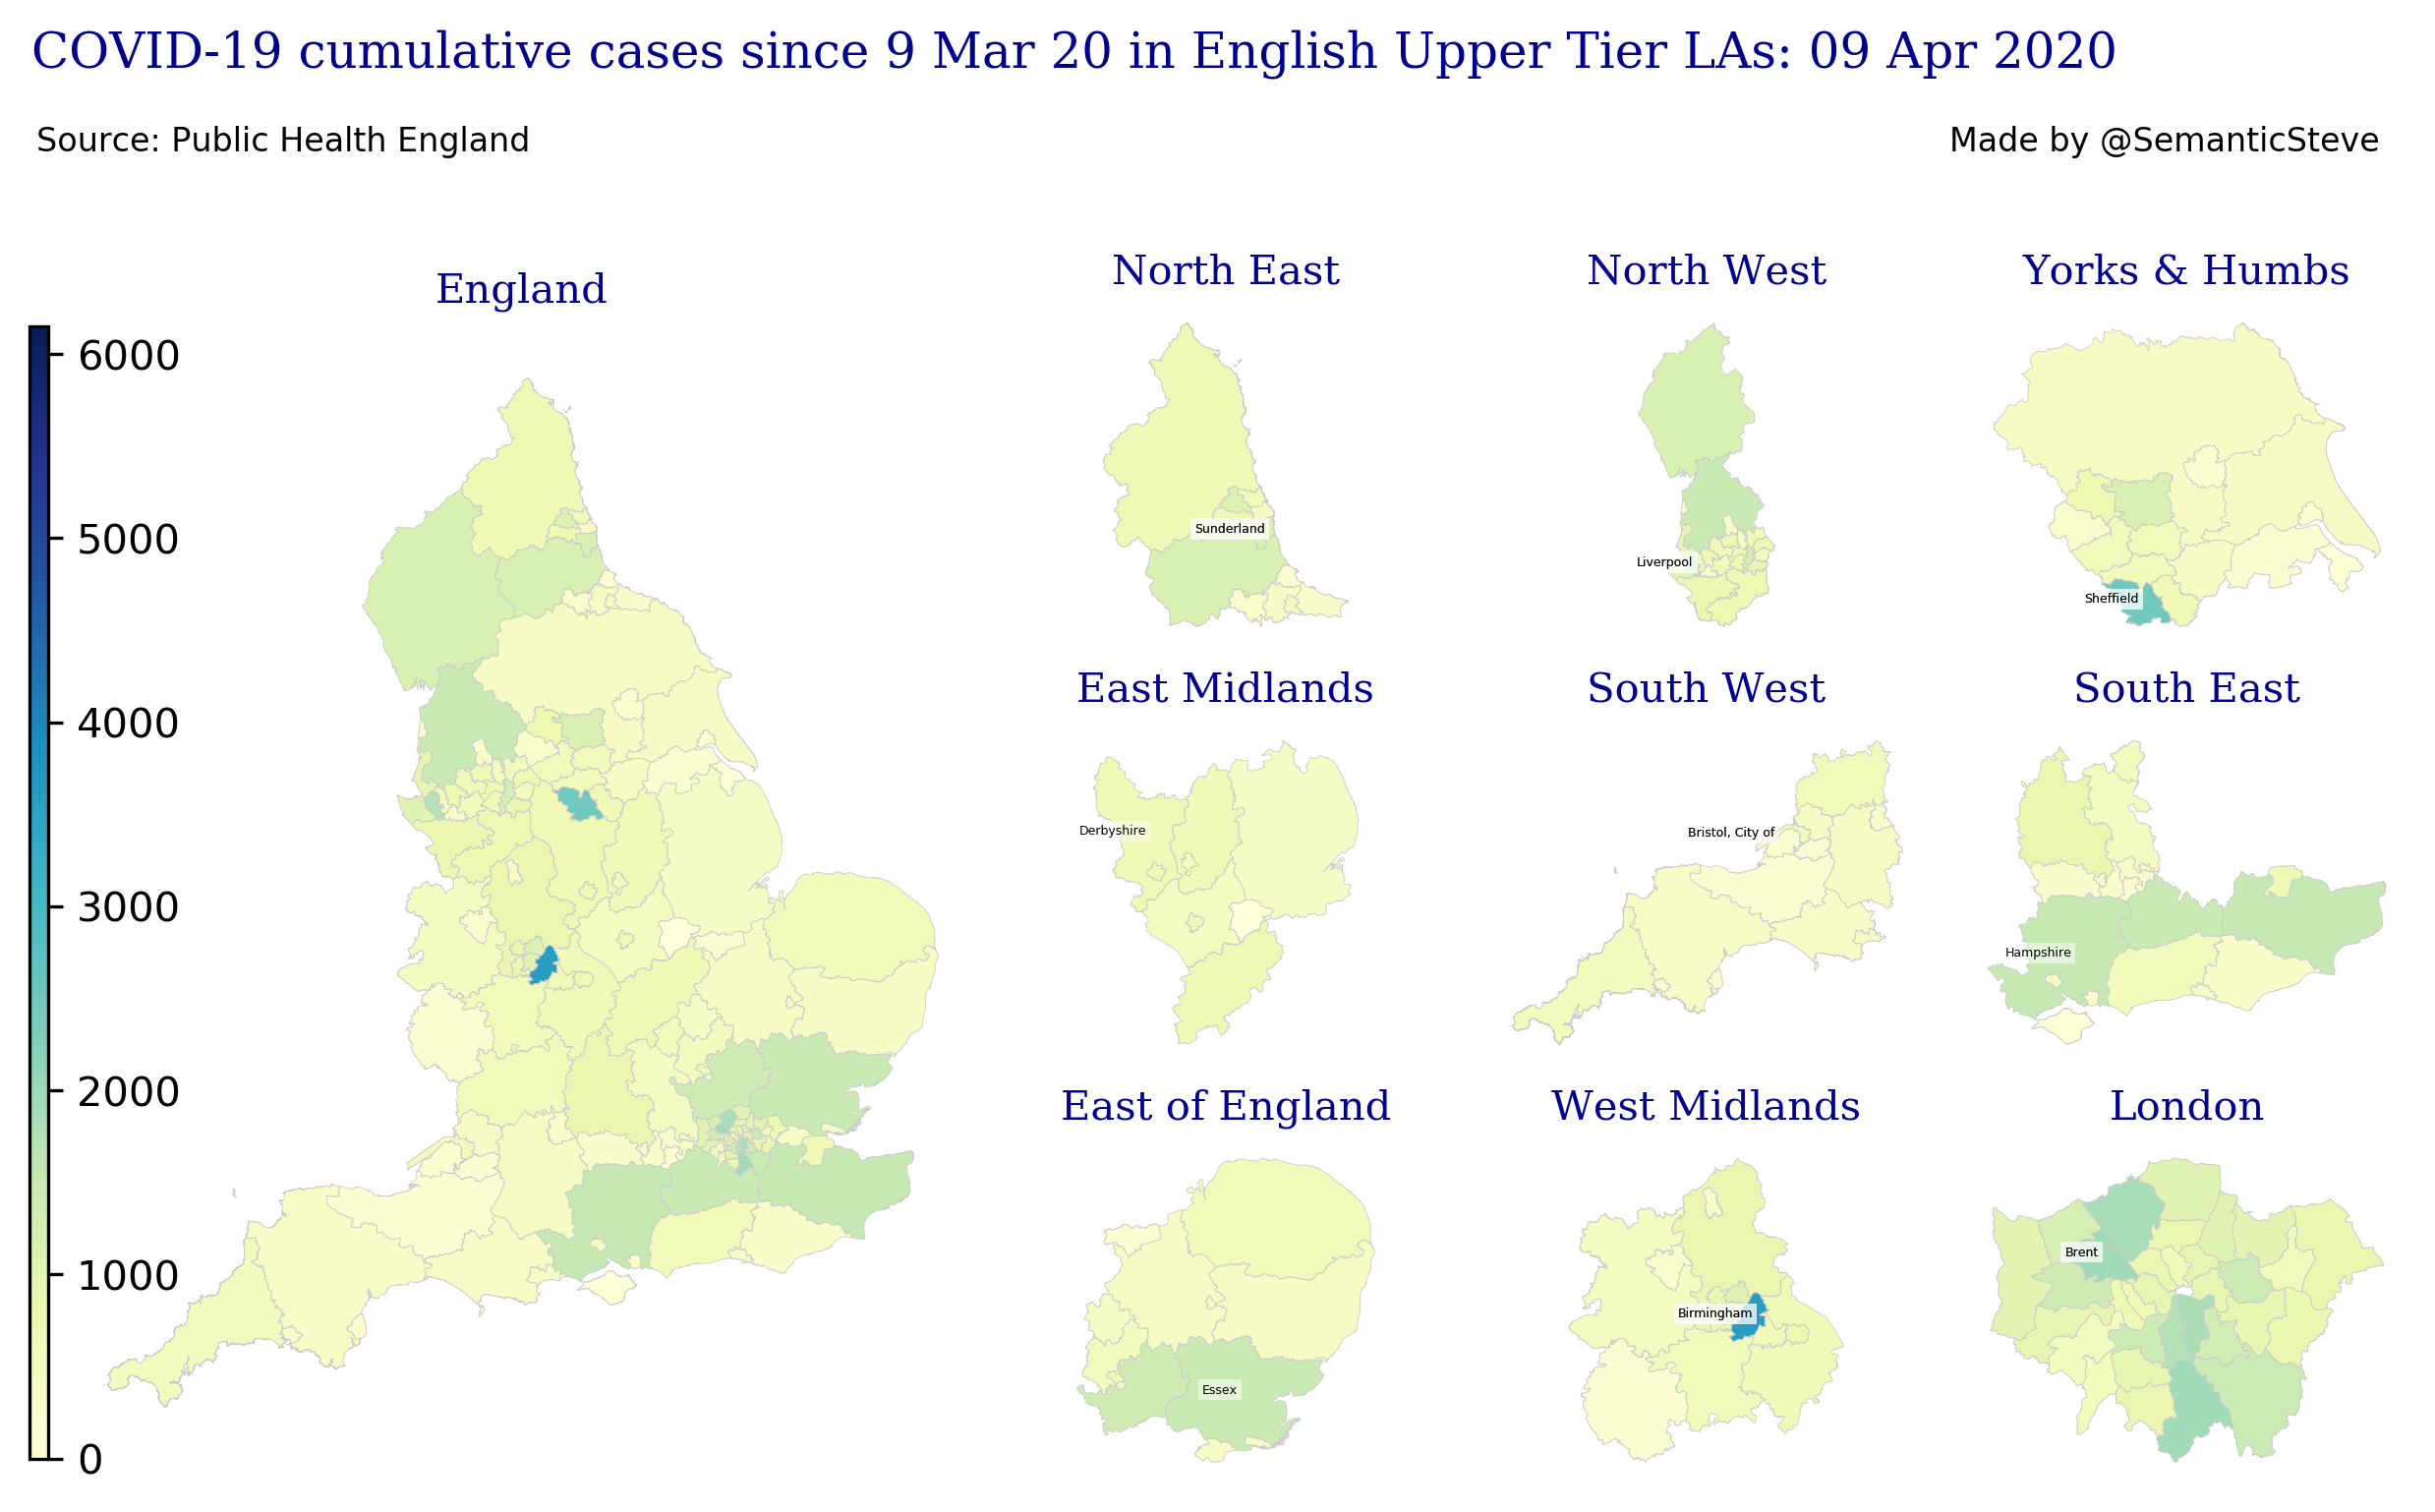 COVID-19 cumulative cases since 9 Mar 20 in English Upper Tier LAs: 09 Apr 2020
Source: Public Health England
Made by @SemanticSteve
England
6000
5000
4000
3000
2000
1000
0
North East
Sunderland
North West
Liverpool
Yorks & Humbs
Sheffield
East Midlands
Derbyshire
South West
Bristol, City of
South East
Hampshire
East of England
Essex
West Midlands
Birmingham
London
Brent